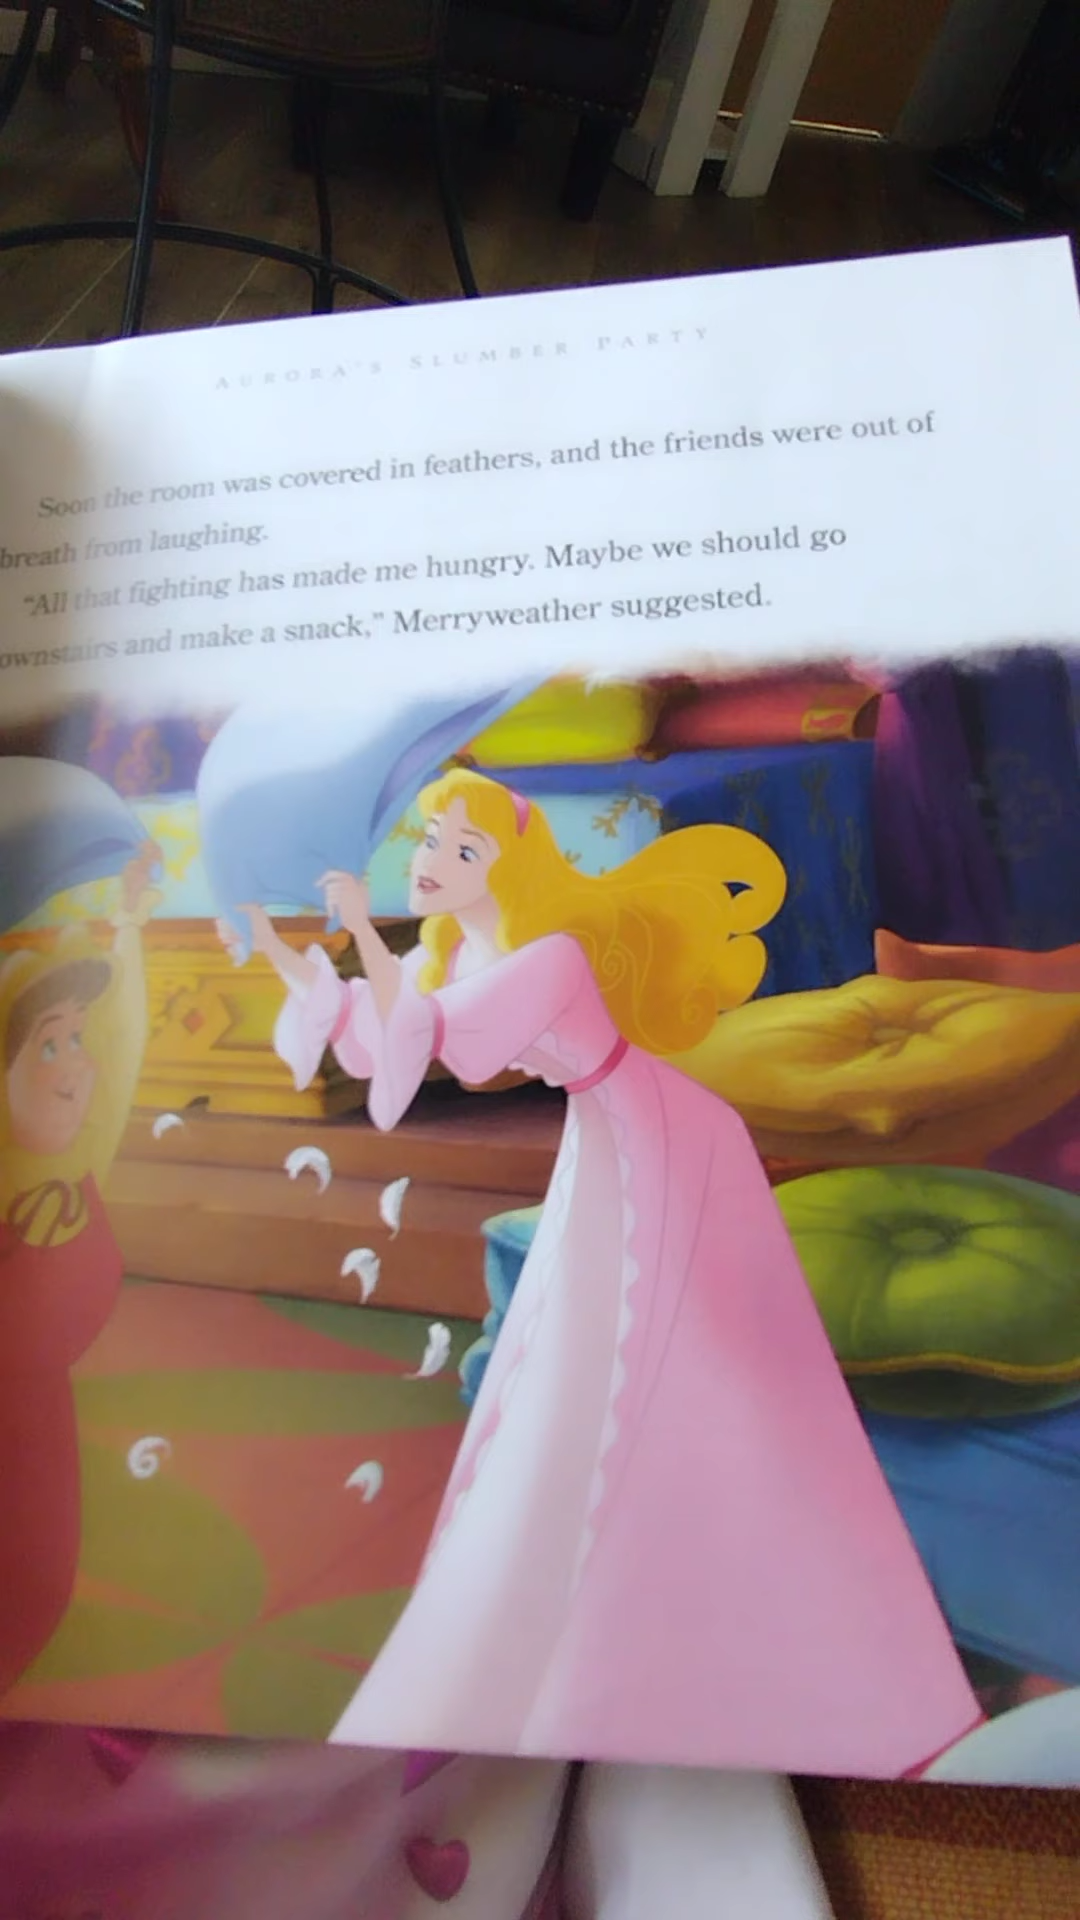 AURORA'S SLUMBER PARTY
Soon the room was covered in feathers, and the friends were out of
breath from laughing.
“All that fighting has made me hungry. Maybe we should go
ownstairs and make a snack,” Merryweather suggested.